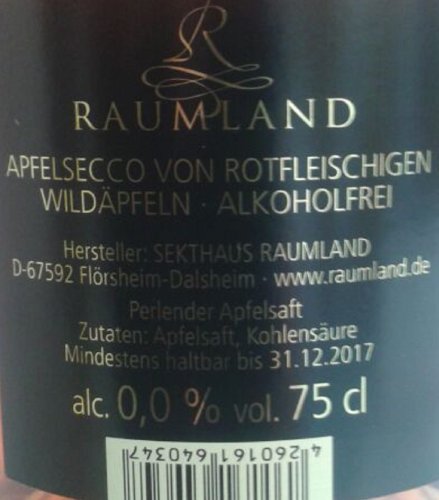 R
RAUMLAND
APFELSECCO VON ROTFLEISCHIGEN
WILDÄPFELN · ALKOHOLFREI
Hersteller: SEKTHAUS RAUMLAND
D-67592 Flörsheim-Dalsheim · www.raumland.de
Perlender Apfelsaft
Zutaten: Apfelsaft, Kohlensäure
Mindestens haltbar bis 31.12.2017
alc. 0,0 % vol. 75 cl
4 260161 640347